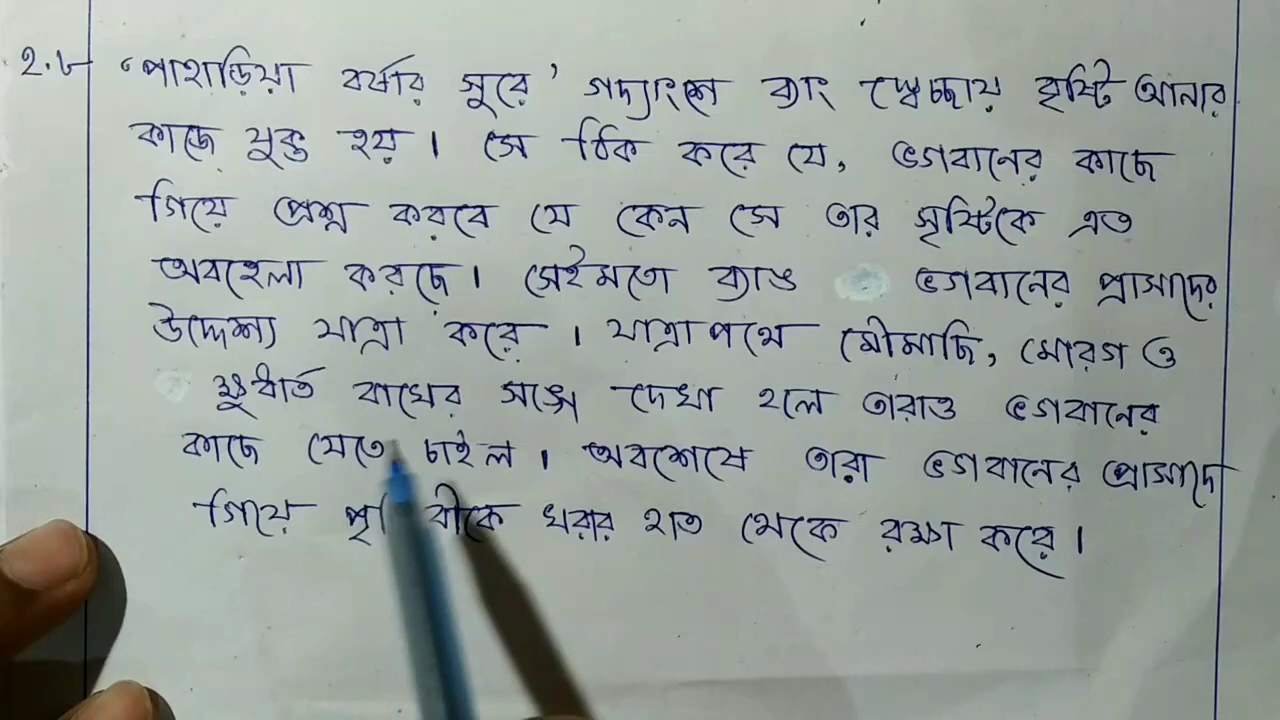 ২.৮ 'পাহাড়িয়া বর্ষার সুরে' গদ্যাংশে ব্যাং স্বেচ্ছায় বৃষ্টি আনার
কাজে যুক্ত হয়। সে ঠিক করে যে, ভগবানের কাছে
গিয়ে প্রশ্ন করবে যে কেন সে তার সৃষ্টিকে এত
অবহেলা করছে। সেইমতো ব্যাঙ ভগবানের প্রাসাদের
উদ্দেশ্য যাত্রা করে। যাত্রাপথে মৌমাছি, মোরগ ও
ক্ষুধার্ত বাঘের সঙ্গে দেখা হলে তারাও ভগবানের
কাছে যেতে চাইল। অবশেষে তারা ভগবানের প্রাসাদে
গিয়ে পৃ বীকে খরার হাত থেকে রক্ষা করে।